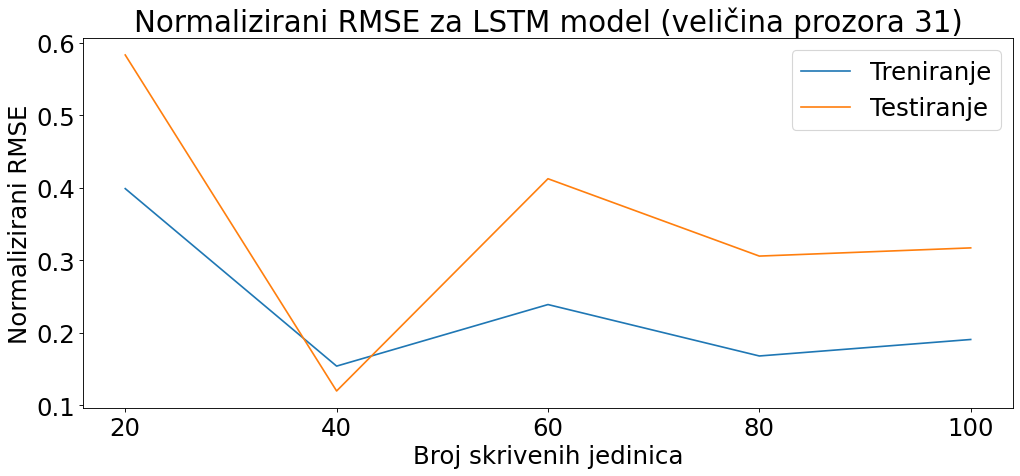 Normalizirani RMSE za LSTM model (veličina prozora 31)
Treniranje
Testiranje
Normalizirani RMSE
0.6
0.5
0.4
0.3
0.2
0.1
20 40 60 80 100
Broj skrivenih jedinica